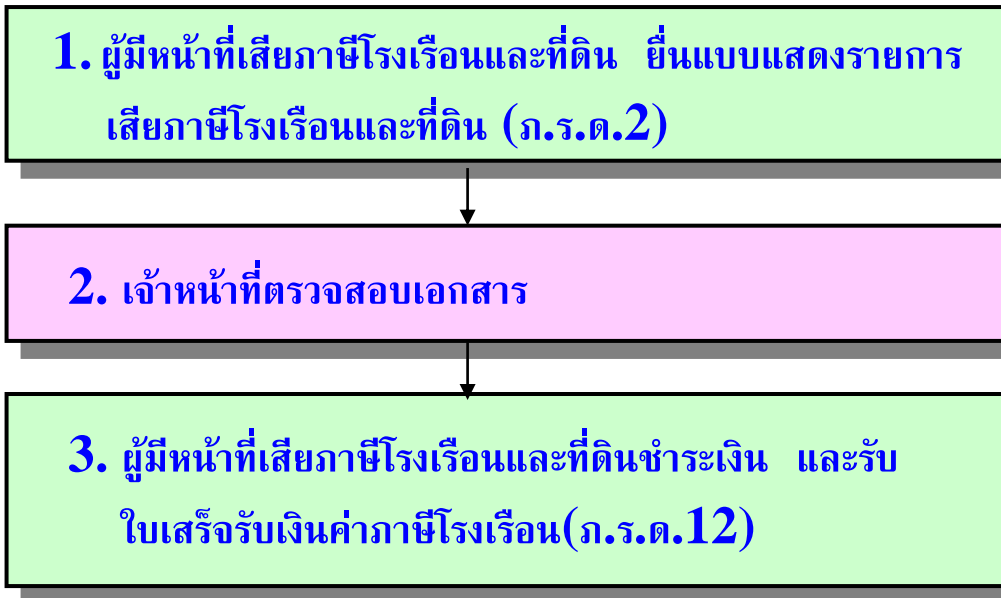 1. ผู้มีหน้าที่เสียภาษีโรงเรือนและที่ดิน ยื่นแบบแสดงรายการ
เสียภาษีโรงเรือนและที่ดิน (ภ.ร.ด.2)
2. เจ้าหน้าที่ตรวจสอบเอกสาร
3. ผู้มีหน้าที่เสียภาษีโรงเรือนและที่ดินชำระเงิน และรับ
ใบเสร็จรับเงินค่าภาษีโรงเรือน(ภ.ร.ด.12)